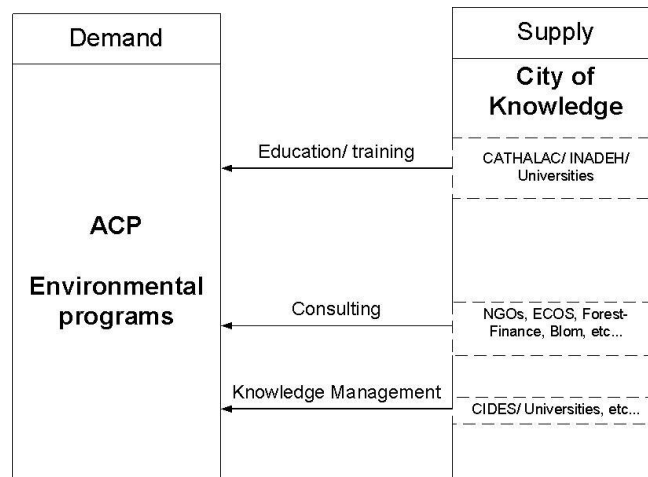 Demand
ACP
Environmental
programs
Education/ training
Consulting
Knowledge Management
Supply
City of
Knowledge
CATHALAC/ INADEH/
Universities
NGOs, ECOS, Forest-
Finance, Blom, etc...
CIDES/ Universities, etc...